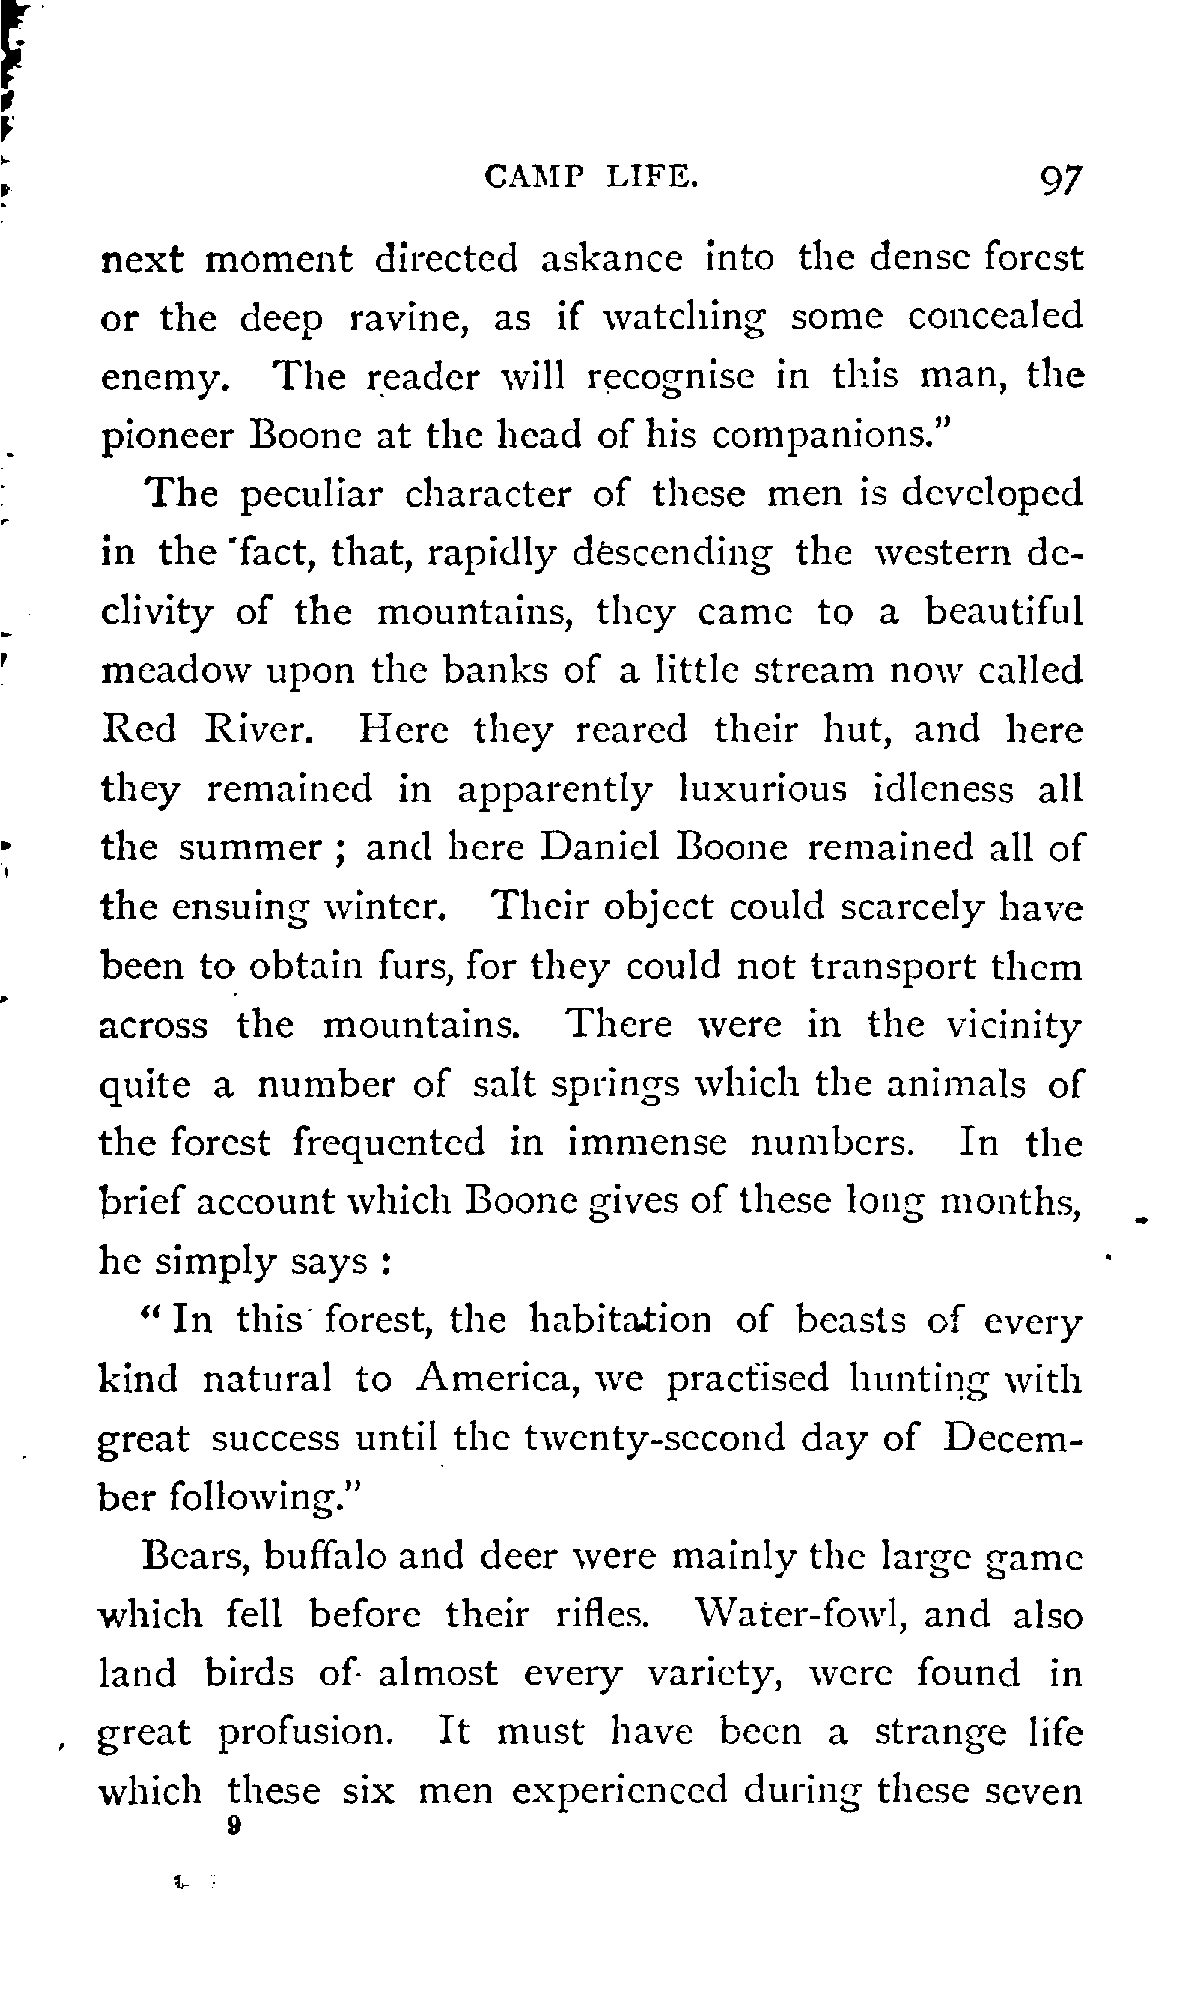 CAMP LIFE. 97
next moment directed askance into the dense forest
or the deep ravine, as if watching some concealed
enemy. The reader will recognise in this man, the
pioneer Boone at the head of his companions."
The peculiar character of these men is developed
in the fact, that, rapidly descending the western de-
clivity of the mountains, they came to a beautiful
meadow upon the banks of a little stream now called
Red River. Here they reared their hut, and here
they remained in apparently luxurious idleness all
the summer ; and here Daniel Boone remained all of
the ensuing winter. Their object could scarcely have
been to obtain furs, for they could not transport them
across the mountains. There were in the vicinity
quite a number of salt springs which the animals of
the forest frequented in immense numbers. In the
brief account which Boone gives of these long months,
he simply says :
" In this forest, the habitation of beasts of every
kind natural to America, we practised hunting with
great success until the twenty-second day of Decem-
ber following."
Bears, buffalo and deer were mainly the large game
which fell before their rifles. Water-fowl, and also
land birds of almost every variety, were found in
great profusion. It must have been a strange life
which these six men experienced during these seven
9